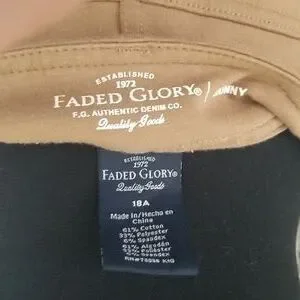 ESTABLISHED
1972
FADED GLORY® /
F.G. AUTHENTIC DENIM CO.
Quality Goods
ESTABLISHED
1972
FADED GLORY®
Quality Goods
18A
Made in/Hecho en
China
61% Cotton
33% Polyester
6% Spandex
61% Algodón
33% Poliéster
6% Spandex